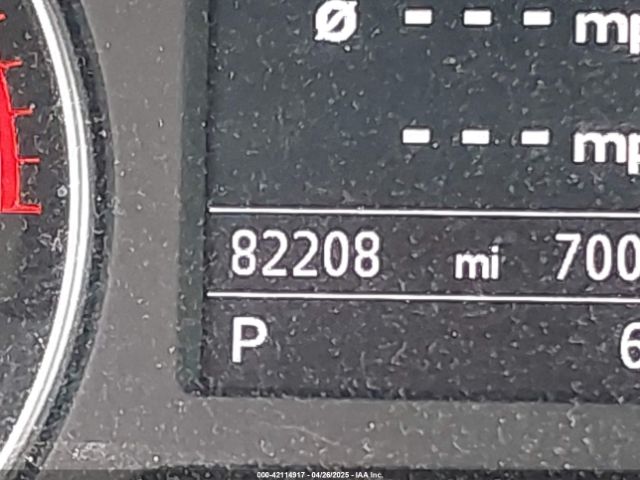 Ø --- mp
--- mp
82208 mi 700
P 6
000-42114917 - 04/26/2025 - IAA Inc.